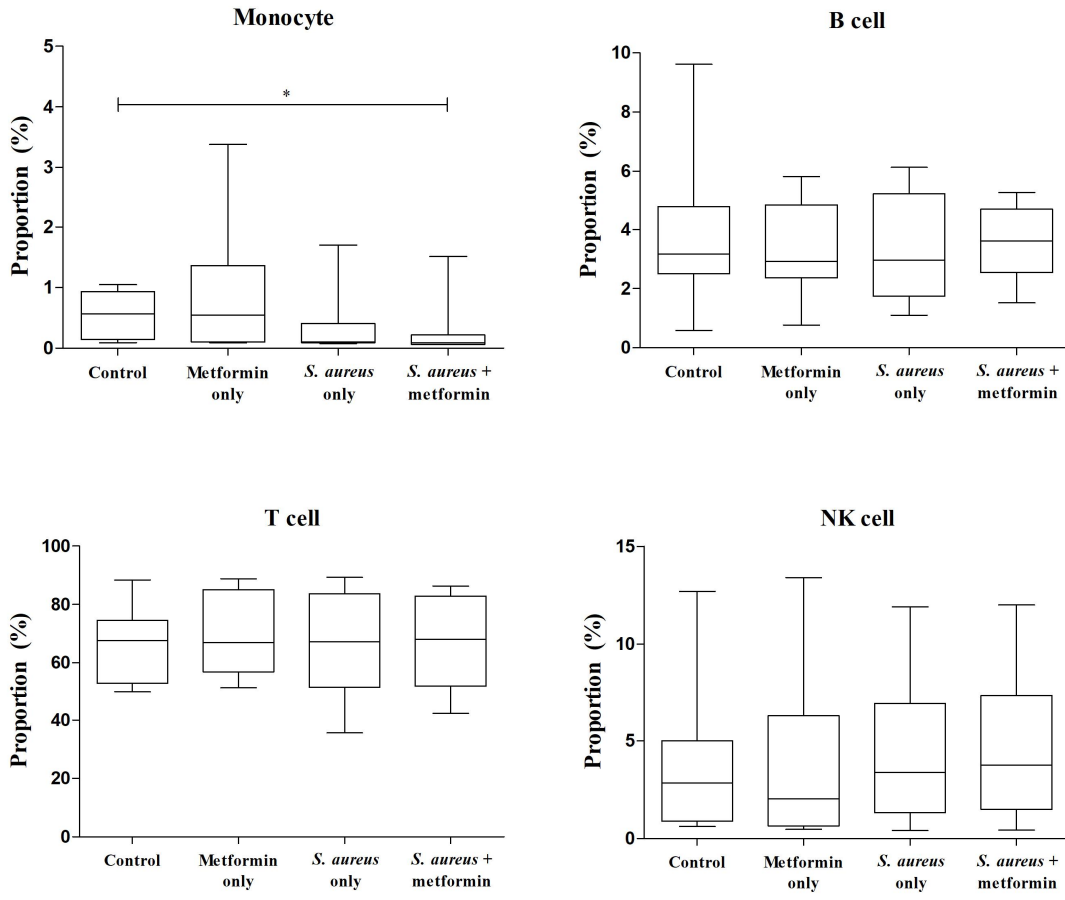 Monocyte
Proportion (%)
5
4
3
2
1
0
*
Control
Metformin
only
S. aureus
only
S. aureus +
metformin
B cell
Proportion (%)
10
8
6
4
2
0
Control
Metformin
only
S. aureus
only
S. aureus +
metformin
T cell
Proportion (%)
100
80
60
40
20
0
Control
Metformin
only
S. aureus
only
S. aureus +
metformin
NK cell
Proportion (%)
15
10
5
0
Control
Metformin
only
S. aureus
only
S. aureus +
metformin